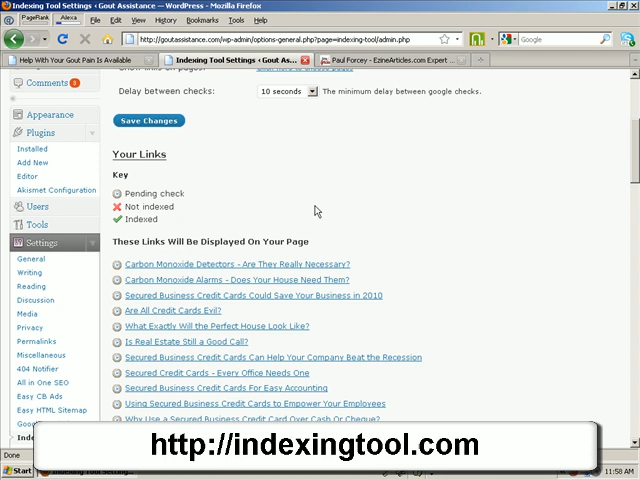 Indexing Tool Settings ‹ Gout Assistance — WordPress - Mozilla Firefox
File
PageRank
Alexa
Edit View History Bookmarks Tools Help
http://goutassistance.com/wp-admin/options-general.php?page=indexing-tool/admin.php
Google
Help With Your Gout Pain Is Available
Indexing Tool Settings ‹ Gout As...
Paul Forcey - EzineArticles.com Expert ...
Comments
Appearance
Plugins
Installed
Add New
Editor
Akismet Configuration
Users
Tools
Settings
General
Writing
Reading
Discussion
Media
Privacy
Permalinks
Miscellaneous
404 Notifier
All in One SEO
Easy CB Ads
Easy HTML Sitemap
Delay between checks:
10 seconds
The minimum delay between google checks.
Save Changes
Your Links
Key
Pending check
Not indexed
Indexed
These Links Will Be Displayed On Your Page
Carbon Monoxide Detectors - Are They Really Necessary?
Carbon Monoxide Alarms - Does Your House Need Them?
Secured Business Credit Cards Could Save Your Business in 2010
Are All Credit Cards Evil?
What Exactly Will the Perfect House Look Like?
Is Real Estate Still a Good Call?
Secured Business Credit Cards Can Help Your Company Beat the Recession
Secured Credit Cards - Every Office Needs One
Secured Business Credit Cards For Easy Accounting
Using Secured Business Credit Cards to Empower Your Employees
Why Use a Secured Business Credit Card Over Cash Or Cheque?
http://indexingtool.com
Done
Start
11:58 AM